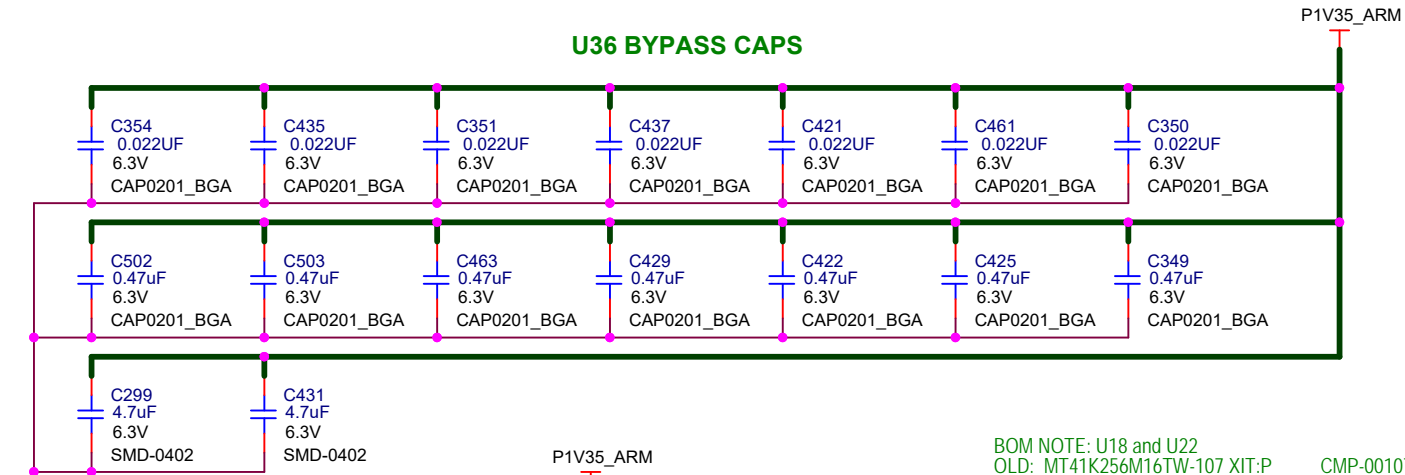 P1V35_ARM
U36 BYPASS CAPS
C354 C435 C351 C437 C421 C461 C350
0.022UF 0.022UF 0.022UF 0.022UF 0.022UF 0.022UF 0.022UF
6.3V 6.3V 6.3V 6.3V 6.3V 6.3V 6.3V
CAP0201_BGA CAP0201_BGA CAP0201_BGA CAP0201_BGA CAP0201_BGA CAP0201_BGA CAP0201_BGA
C502 C503 C463 C429 C422 C425 C349
0.47uF 0.47uF 0.47uF 0.47uF 0.47uF 0.47uF 0.47uF
6.3V 6.3V 6.3V 6.3V 6.3V 6.3V 6.3V
CAP0201_BGA CAP0201_BGA CAP0201_BGA CAP0201_BGA CAP0201_BGA CAP0201_BGA CAP0201_BGA
C299 C431
4.7uF 4.7uF
6.3V 6.3V
SMD-0402 SMD-0402
P1V35_ARM
BOM NOTE: U18 and U22
OLD: MT41K256M16TW-107 XIT:P